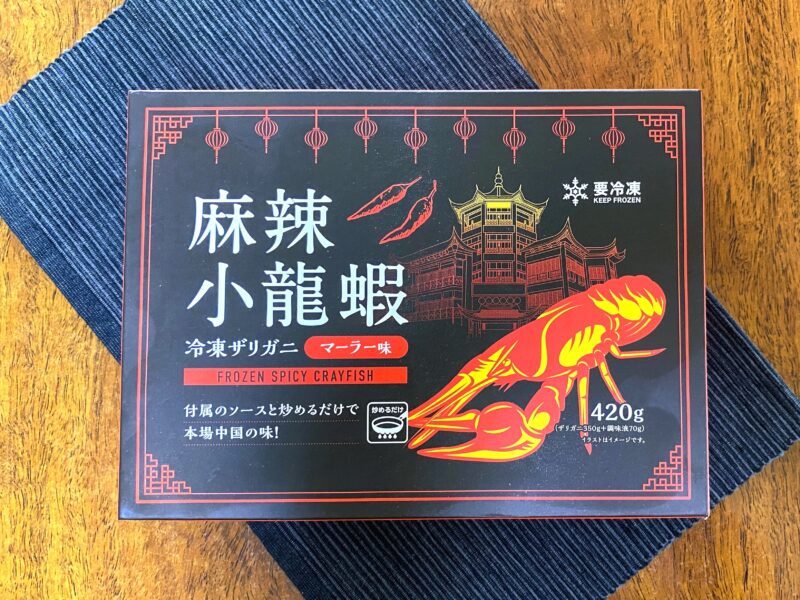 麻辣
小龍蝦
要冷凍
KEEP FROZEN
冷凍ザリガニ
マーラー味
FROZEN SPICY CRAYFISH
付属のソースと炒めるだけで
本場中国の味!
炒めるだけ
420g
(ザリガニ350g+調味液70g)
イラストはイメージです。